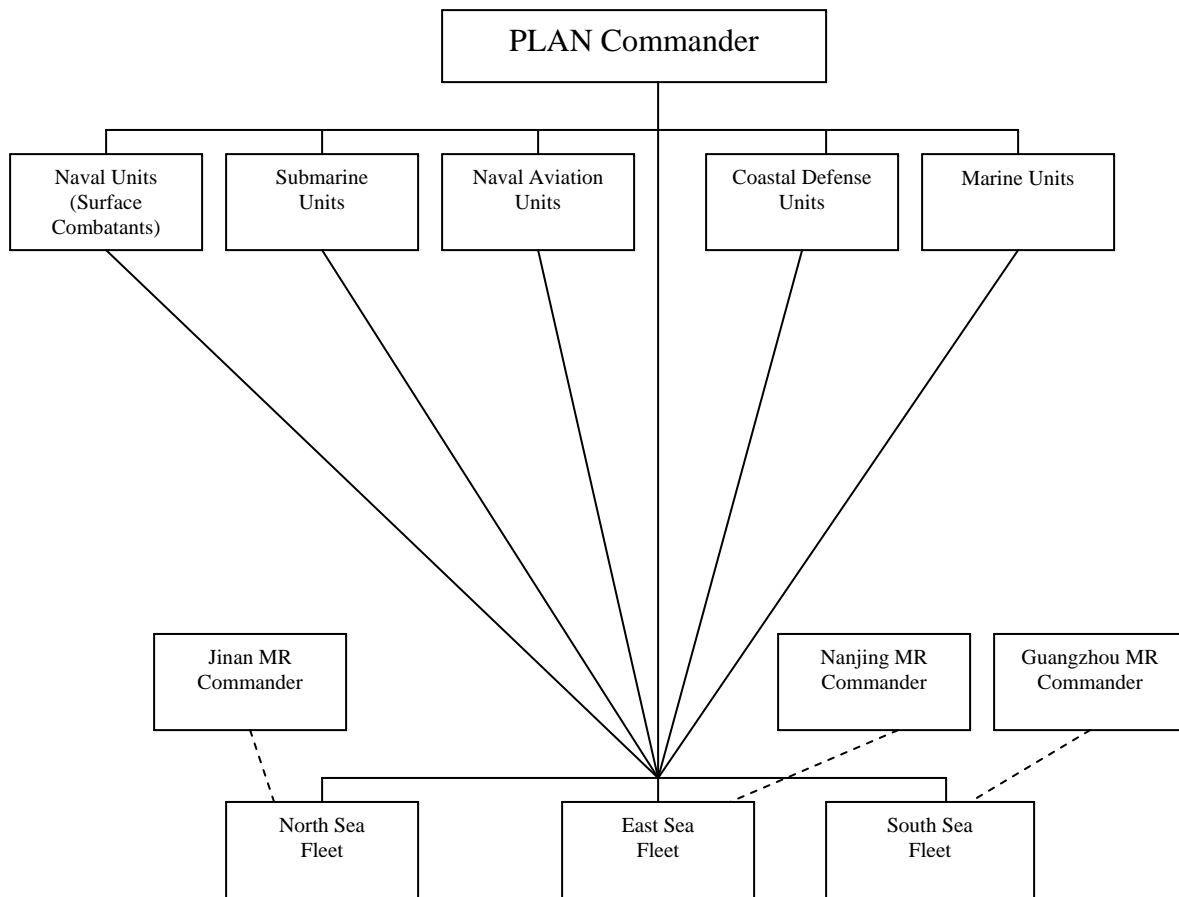 PLAN Commander
Naval Units
(Surface
Combatants)
Submarine
Units
Naval Aviation
Units
Coastal Defense
Units
Marine Units
Jinan MR
Commander
Nanjing MR
Commander
Guangzhou MR
Commander
North Sea
Fleet
East Sea
Fleet
South Sea
Fleet